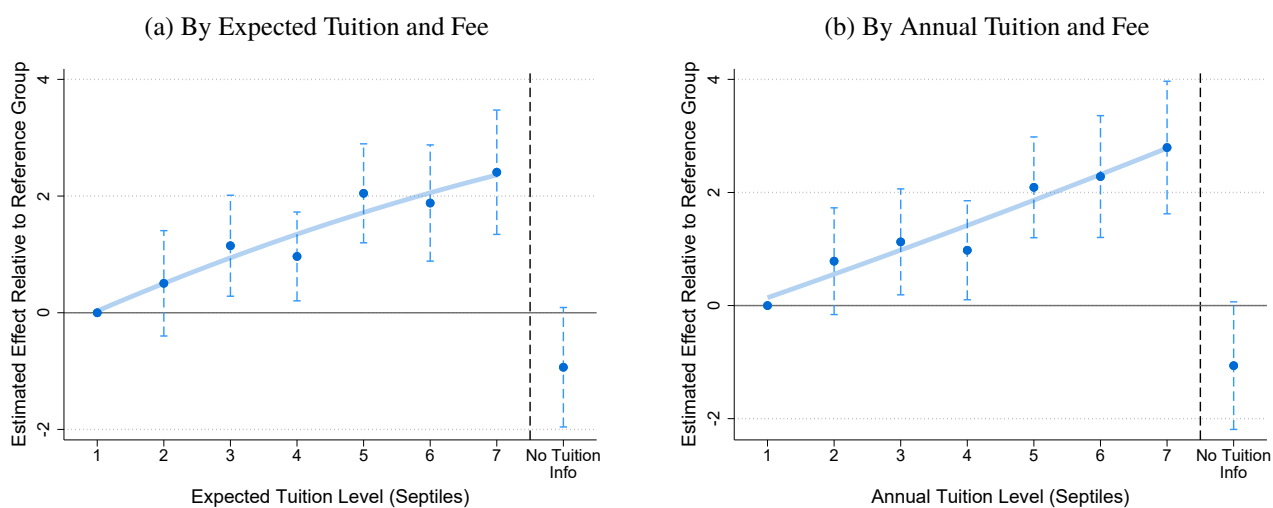 (a) By Expected Tuition and Fee
Estimated Effect Relative to Reference Group
4
2
0
-2
1 2 3 4 5 6 7 No Tuition
Info
Expected Tuition Level (Septiles)
(b) By Annual Tuition and Fee
Estimated Effect Relative to Reference Group
4
2
0
-2
1 2 3 4 5 6 7 No Tuition
Info
Annual Tuition Level (Septiles)